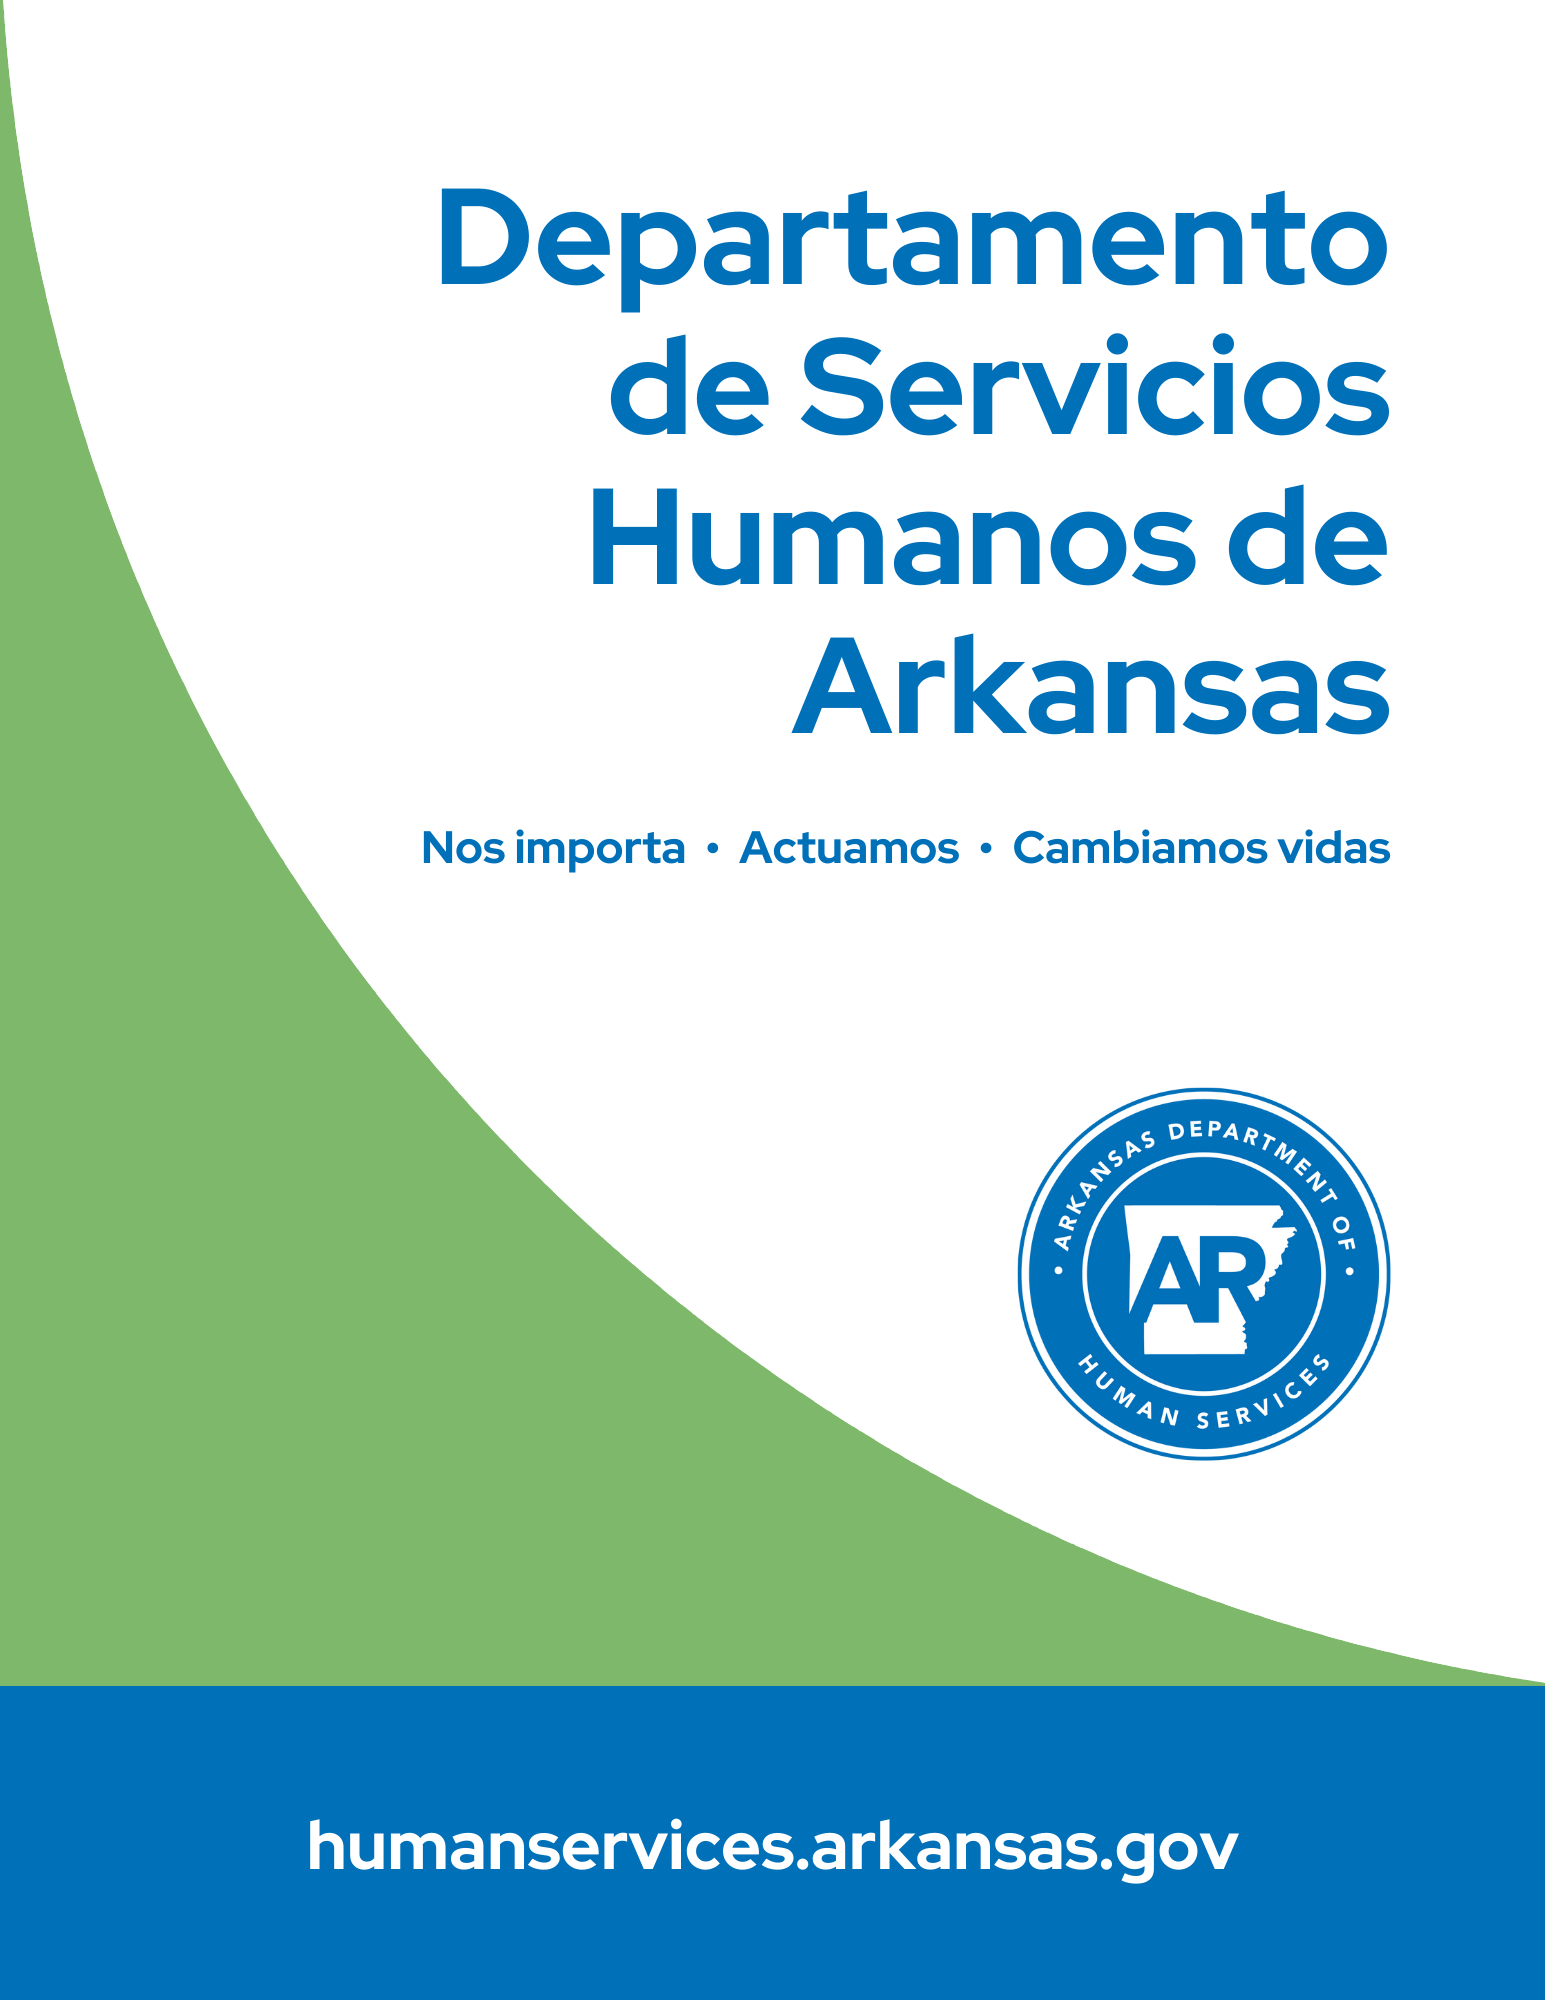 Departamento
de Servicios
Humanos de
Arkansas
Nos importa • Actuamos • Cambiamos vidas
• ARKANSAS DEPARTMENT OF •
AR
HUMAN SERVICES
humanservices.arkansas.gov